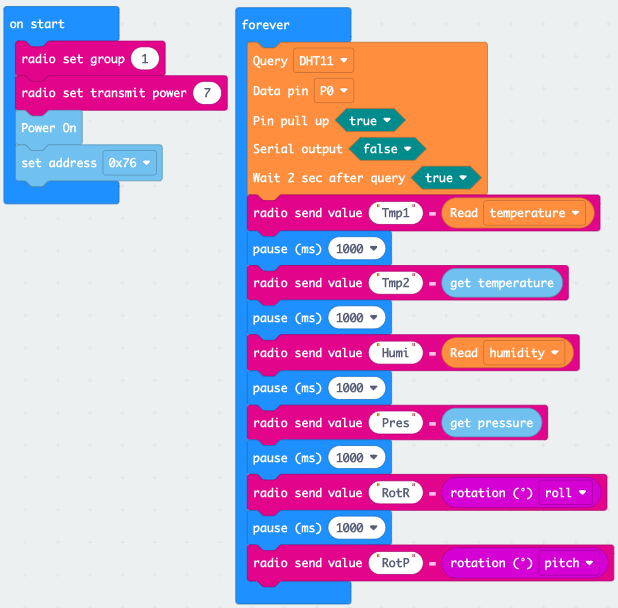 on start
radio set group 1
radio set transmit power 7
Power On
set address 0x76
forever
Query DHT11
Data pin P0
Pin pull up true
Serial output false
Wait 2 sec after query true
radio send value "Tmp1" = Read temperature
pause (ms) 1000
radio send value "Tmp2" = get temperature
pause (ms) 1000
radio send value "Humi" = Read humidity
pause (ms) 1000
radio send value "Pres" = get pressure
pause (ms) 1000
radio send value "RotR" = rotation (°) roll
pause (ms) 1000
radio send value "RotP" = rotation (°) pitch